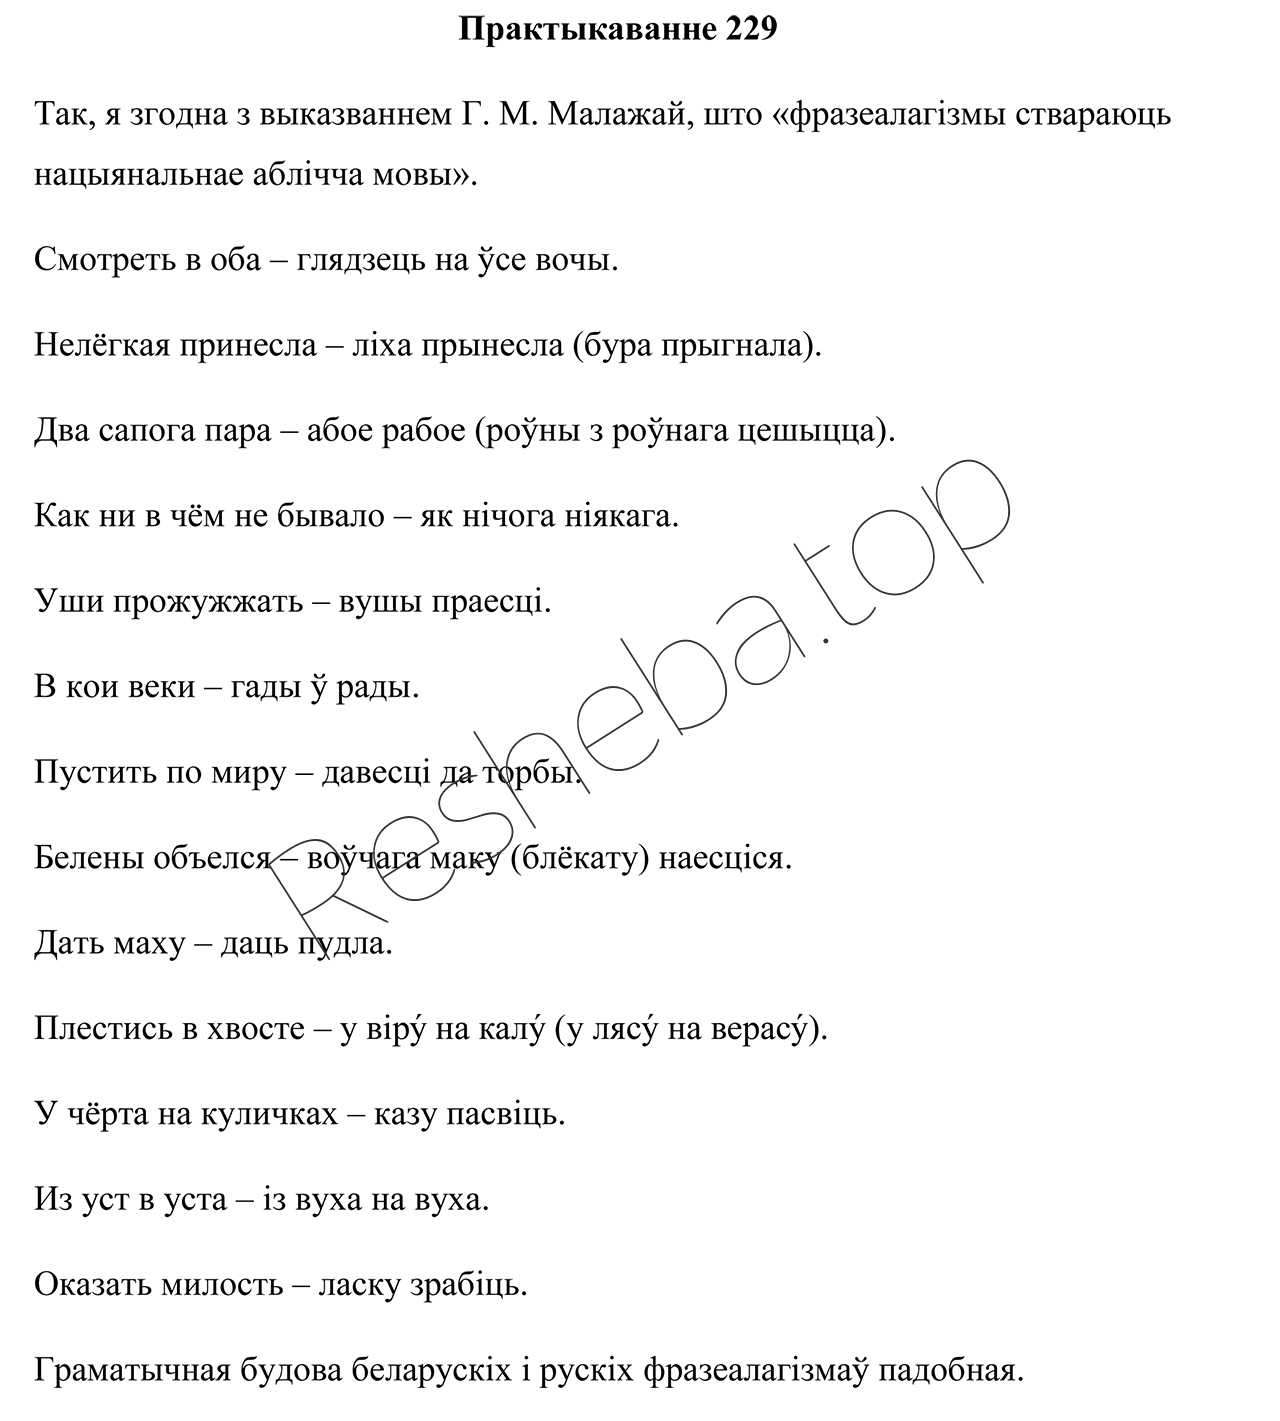 Практыкаванне 229
Так, я згодна з выказваннем Г. М. Малажай, што «фразеалагізмы ствараюць
нацыянальнае аблічча мовы».
Смотреть в оба – глядзець на ўсе вочы.
Нелёгкая принесла – ліха прынесла (бура прыгнала).
Два сапога пара – абое рабое (роўны з роўнага цешыцца).
Как ни в чём не бывало – як нічога ніякага.
Уши прожужжать – вушы праесці.
В кои веки – гады ў рады.
Пустить по миру – давесці да торбы.
Белены объелся – воўчага маку (блёкату) наесціся.
Дать маху – даць пудла.
Плестись в хвосте – у віру́ на калу́ (у лясу́ на верасу́).
У чёрта на куличках – казу пасвіць.
Из уст в уста – із вуха на вуха.
Оказать милость – ласку зрабіць.
Граматычная будова беларускіх і рускіх фразеалагізмаў падобная.
Resheba.top